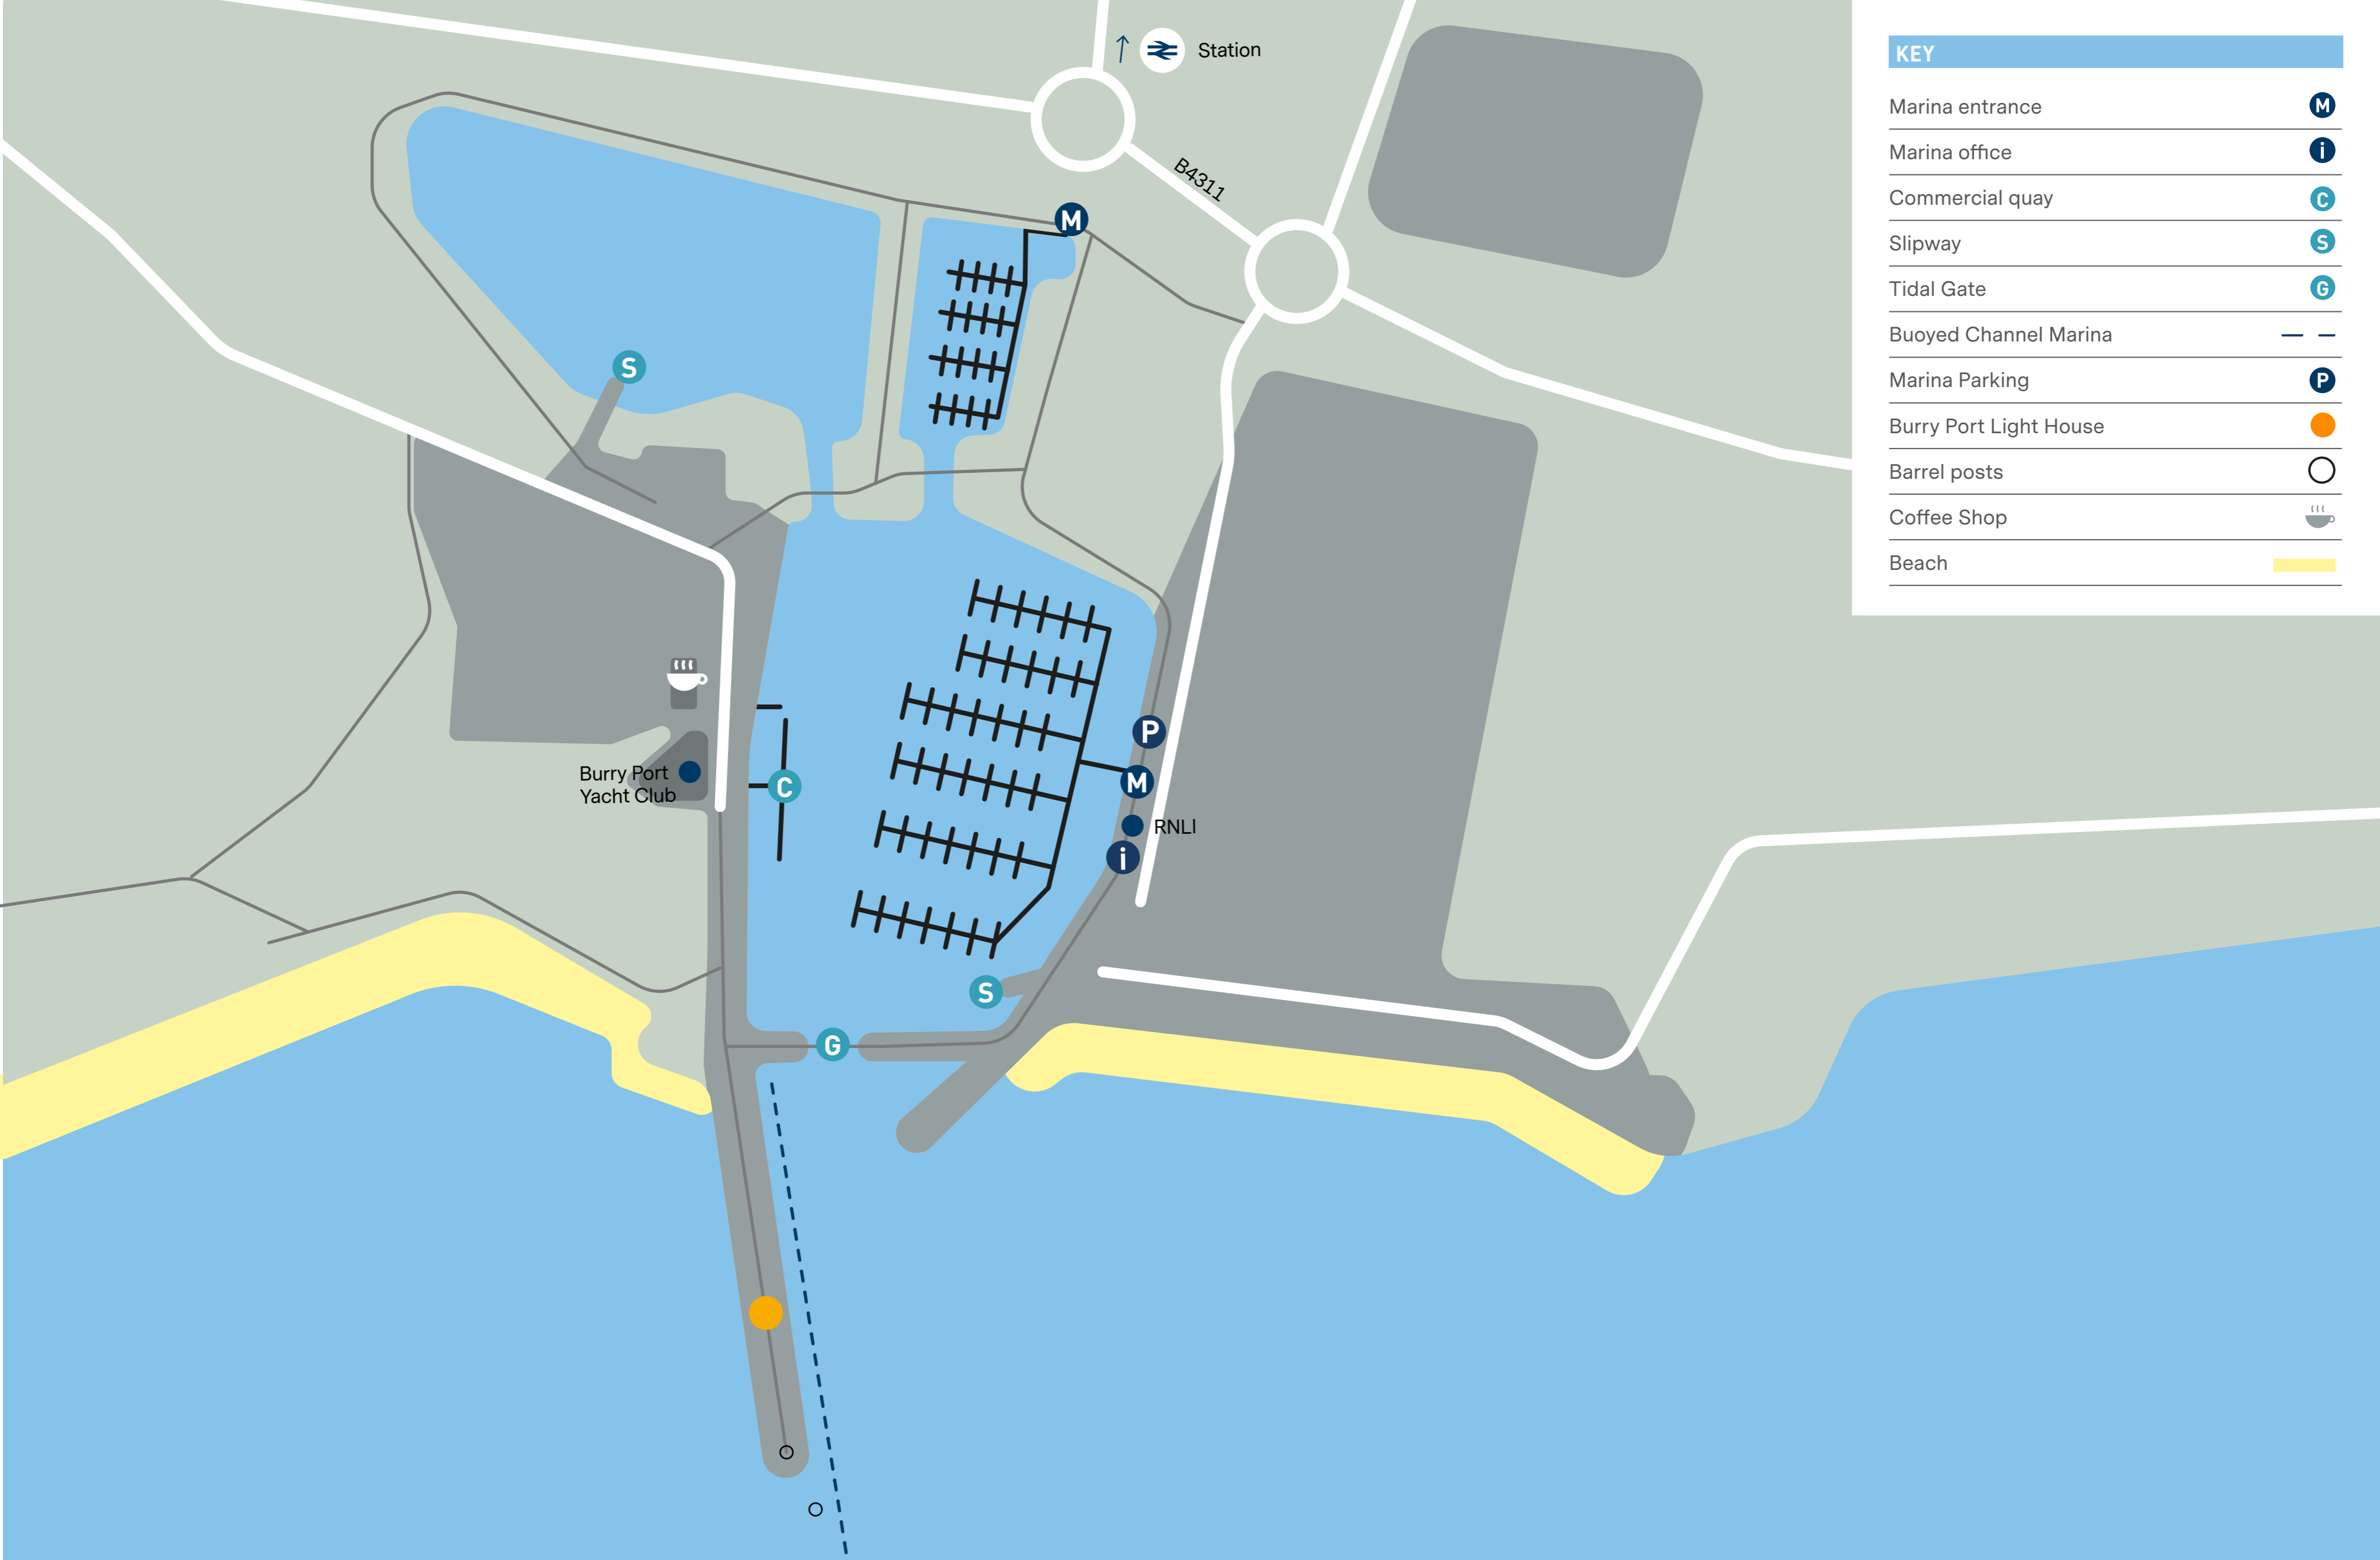 Station
B4311
M
S
P
C
M
Burry Port
Yacht Club
RNLI
i
S
G
KEY
Marina entrance M
Marina office i
Commercial quay C
Slipway S
Tidal Gate G
Buoyed Channel Marina
Marina Parking P
Burry Port Light House
Barrel posts
Coffee Shop
Beach